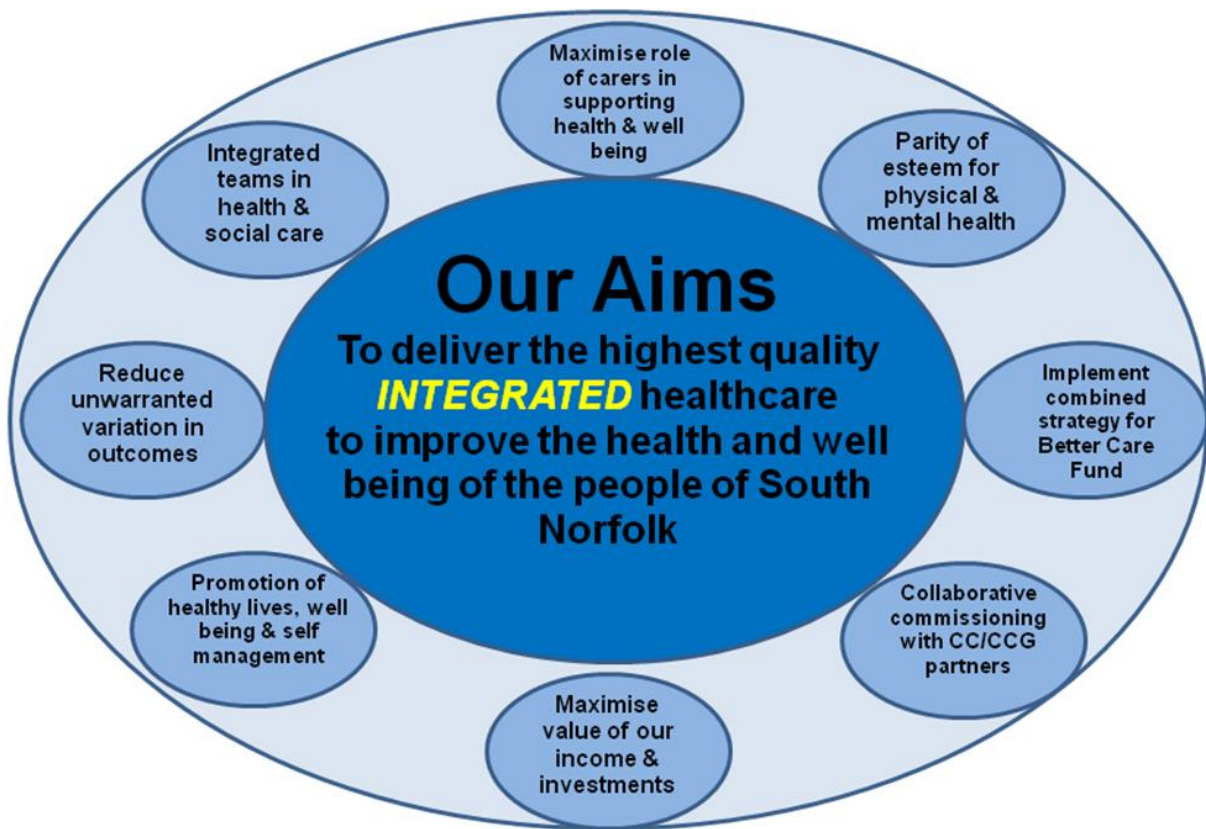 Maximise role
of carers in
supporting
health & well
being
Parity of
esteem for
physical &
mental health
Implement
combined
strategy for
Better Care
Fund
Collaborative
commissioning
with CC/CCG
partners
Maximise
value of our
income &
investments
Promotion of
healthy lives, well
being & self
management
Reduce
unwarranted
variation in
outcomes
Integrated
teams in
health &
social care
Our Aims
To deliver the highest quality
INTEGRATED healthcare
to improve the health and well
being of the people of South
Norfolk